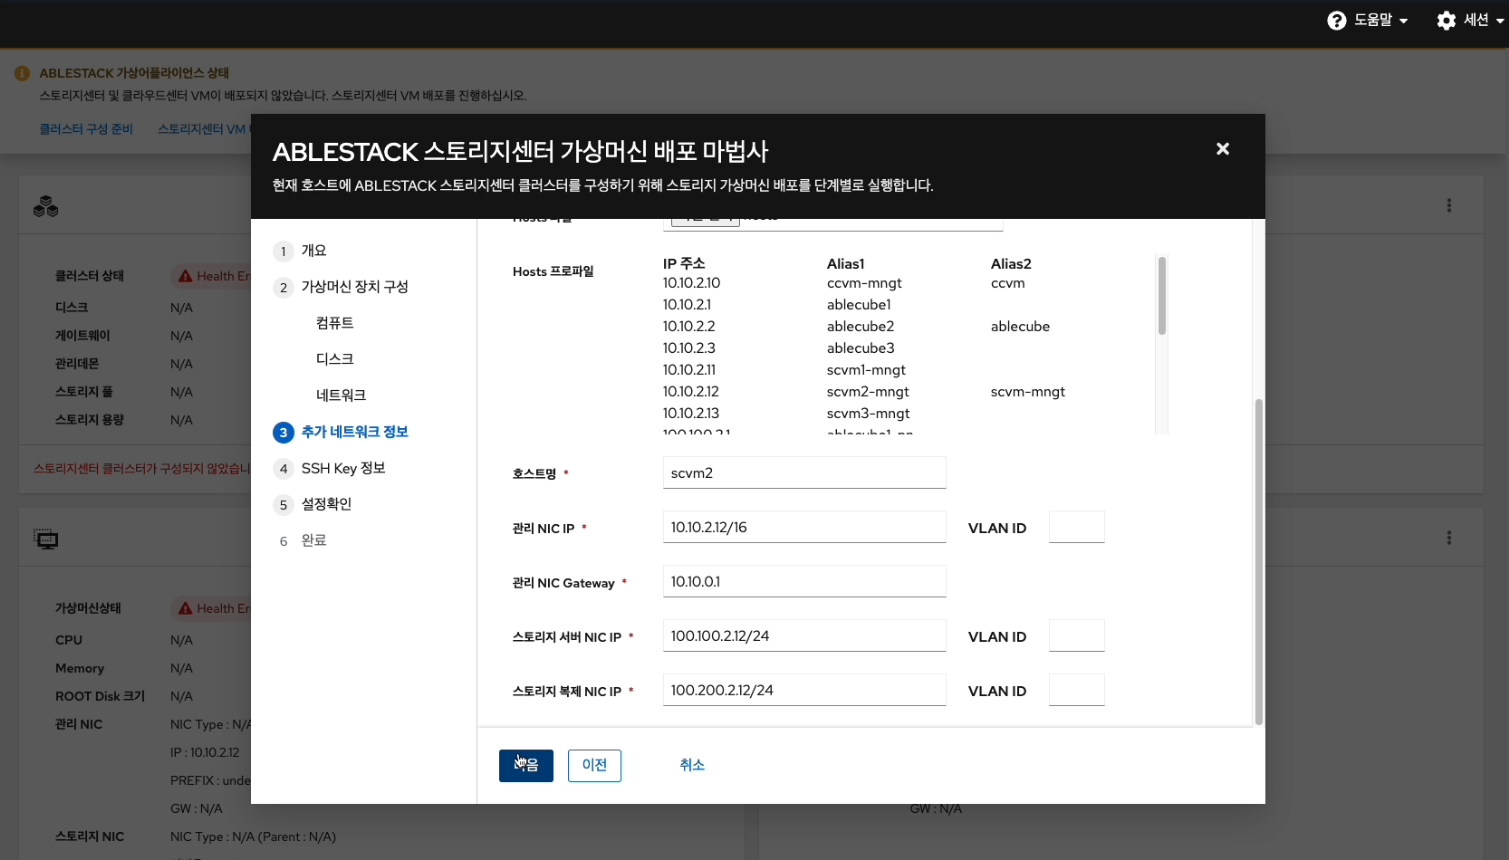 도움말
세션
ABLESTACK 가상어플라이언스 상태
스토리지센터 및 클라우드센터 VM이 배포되지 않았습니다. 스토리지센터 VM 배포를 진행하십시오.
클러스터 구성 준비
스토리지센터 VM
ABLESTACK 스토리지센터 가상머신 배포 마법사
현재 호스트에 ABLESTACK 스토리지센터 클러스터를 구성하기 위해 스토리지 가상머신 배포를 단계별로 실행합니다.
클러스터 상태 Health Er
디스크 N/A
게이트웨이 N/A
관리데몬 N/A
스토리지 풀 N/A
스토리지 용량 N/A
스토리지센터 클러스터가 구성되지 않았습니
가상머신상태 Health Er
CPU N/A
Memory N/A
ROOT Disk 크기 N/A
관리 NIC NIC Type : N/A
IP : 10.10.2.12
PREFIX : unde
GW : N/A
스토리지 NIC NIC Type : N/A (Parent : N/A)
GW : N/A
1 개요
2 가상머신 장치 구성
컴퓨트
디스크
네트워크
3 추가 네트워크 정보
4 SSH Key 정보
5 설정확인
6 완료
Hosts 파일 파일 선택 hosts
Hosts 프로파일
IP 주소 Alias1 Alias2
10.10.2.10 ccvm-mngt ccvm
10.10.2.1 ablecube1
10.10.2.2 ablecube2 ablecube
10.10.2.3 ablecube3
10.10.2.11 scvm1-mngt
10.10.2.12 scvm2-mngt scvm-mngt
10.10.2.13 scvm3-mngt
100.100.2.1 ablecube1-pn
호스트명 * scvm2
관리 NIC IP * 10.10.2.12/16 VLAN ID
관리 NIC Gateway * 10.10.0.1
스토리지 서버 NIC IP * 100.100.2.12/24 VLAN ID
스토리지 복제 NIC IP * 100.200.2.12/24 VLAN ID
다음 이전 취소